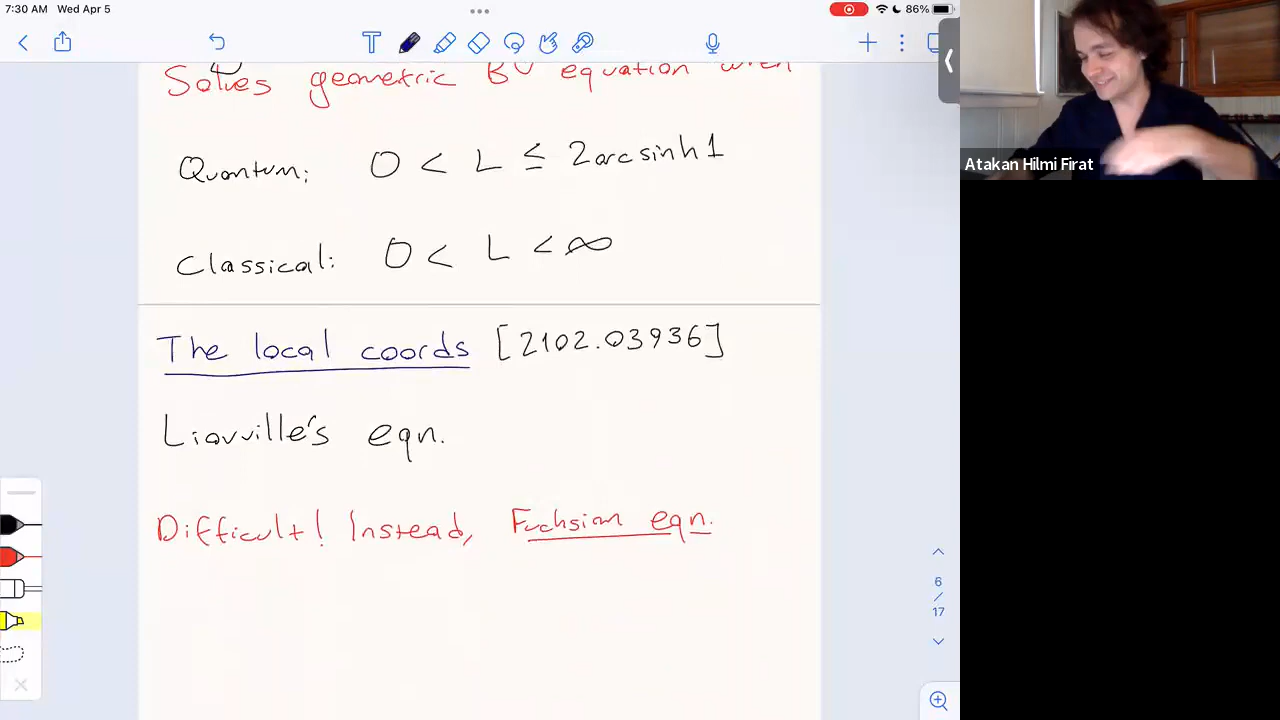 7:30 AM Wed Apr 5
86%
Solves geometric BV equation when
Quantum: 0 < L ≤ 2arcsinh1
Classical: 0 < L < ∞
The local coords [2102.03936]
Liouville's eqn.
Difficult! Instead, Fuchsian eqn.
6
/
17
Atakan Hilmi Firat